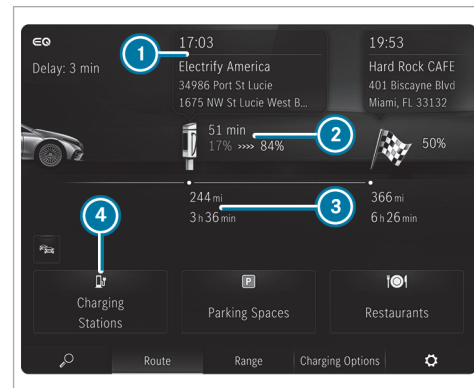 EQ
Delay: 3 min
17:03
Electrify America
34986 Port St Lucie
1675 NW St Lucie West B...
19:53
Hard Rock CAFE
401 Biscayne Blvd
Miami, FL 33132
1
51 min
17% »»» 84%
2
50%
244 mi
3 h 36 min
3
366 mi
6 h 26 min
4
Charging
Stations
P
Parking Spaces
Restaurants
Route
Range
Charging Options